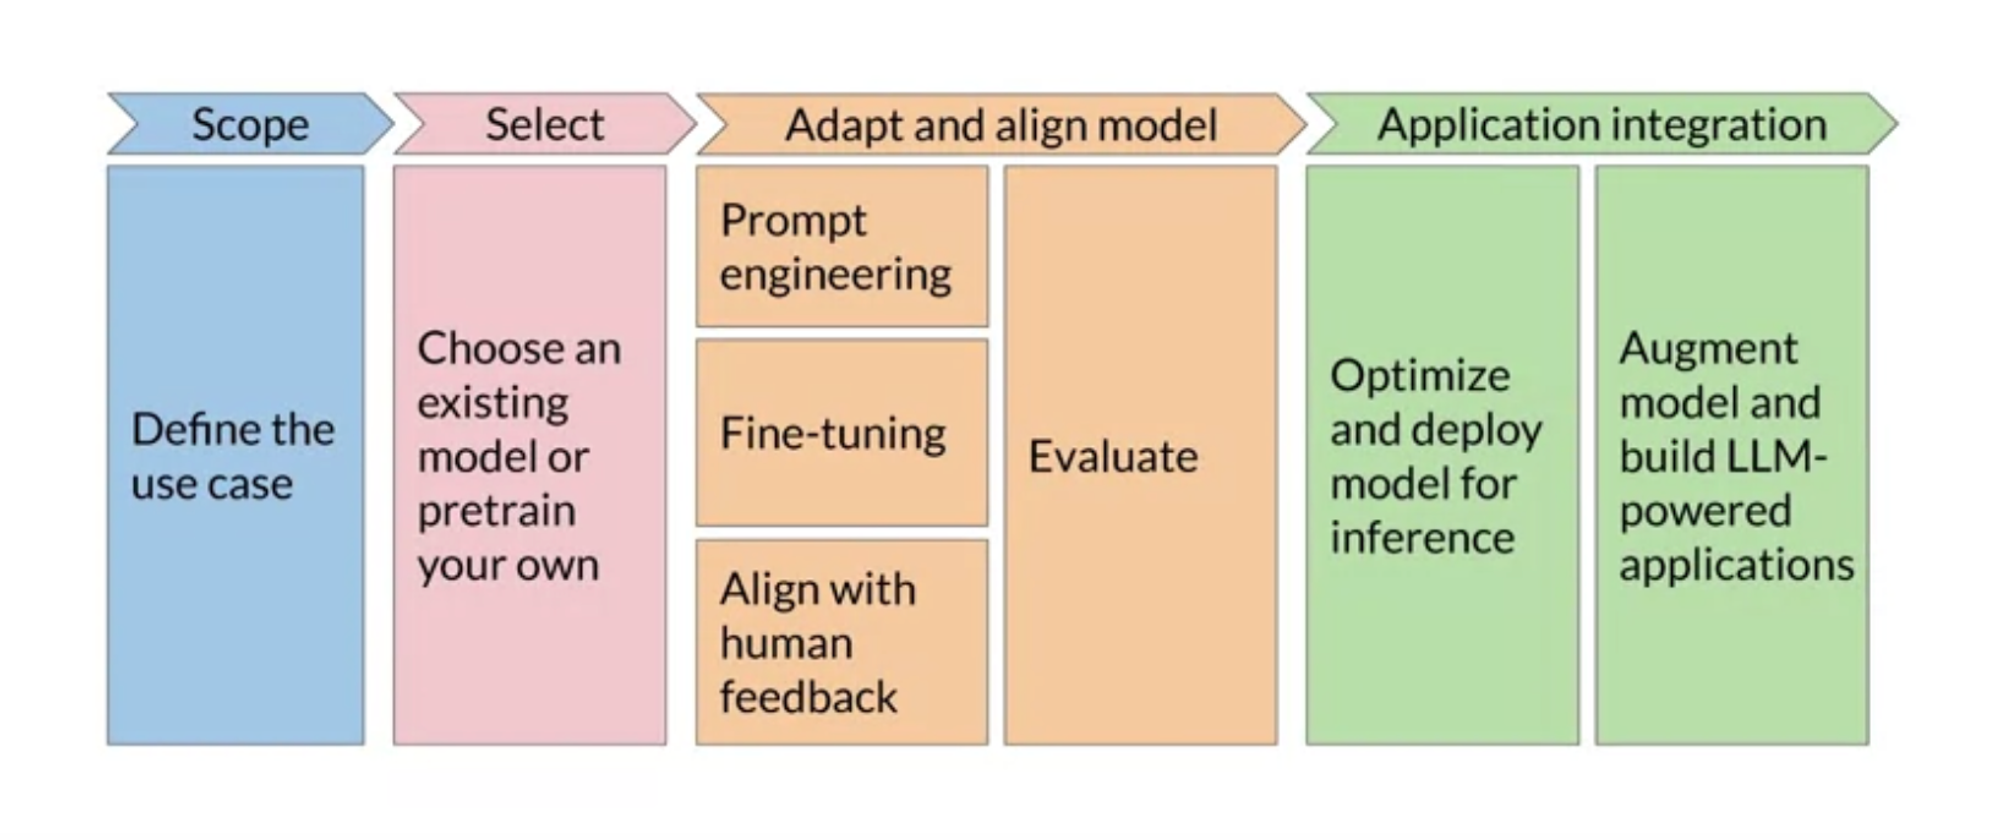 Scope
Select
Adapt and align model
Application integration
Define the
use case
Choose an
existing
model or
pretrain
your own
Prompt
engineering
Fine-tuning
Align with
human
feedback
Evaluate
Optimize
and deploy
model for
inference
Augment
model and
build LLM-
powered
applications